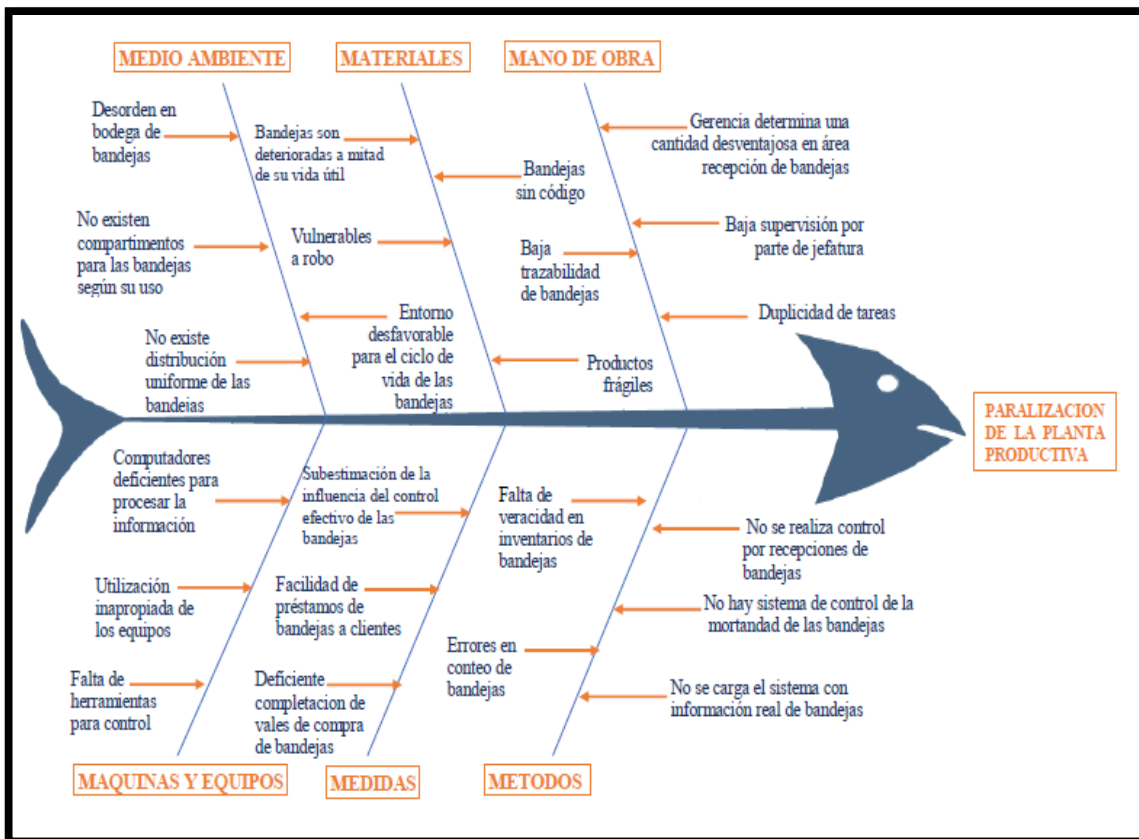 MEDIO AMBIENTE
MATERIALES
MANO DE OBRA
Desorden en
bodega de
bandejas
No existen
compartimentos
para las bandejas
según su uso
No existe
distribución
uniforme de las
bandejas
Entorno
desfavorable
para el ciclo de
vida de las
bandejas
Bandejas son
deterioradas a mitad
de su vida útil
Vulnerables
a robo
Bandejas
sin código
Productos
frágiles
Baja
trazabilidad
de bandejas
Gerencia determina una
cantidad desventajosa en área
recepción de bandejas
Baja supervisión por
parte de jefatura
Duplicidad de tareas
PARALIZACION
DE LA PLANTA
PRODUCTIVA
Computadores
deficientes para
procesar la
información
Utilización
inapropiada de
los equipos
Falta de
herramientas
para control
Subestimación de la
influencia del control
efectivo de las
bandejas
Facilidad de
préstamos de
bandejas a clientes
Deficiente
completacion de
vales de compra
de bandejas
Falta de
veracidad en
inventarios de
bandejas
Errores en
conteo de
bandejas
No se realiza control
por recepciones de
bandejas
No hay sistema de control de la
mortandad de las bandejas
No se carga el sistema con
información real de bandejas
MAQUINAS Y EQUIPOS
MEDIDAS
METODOS